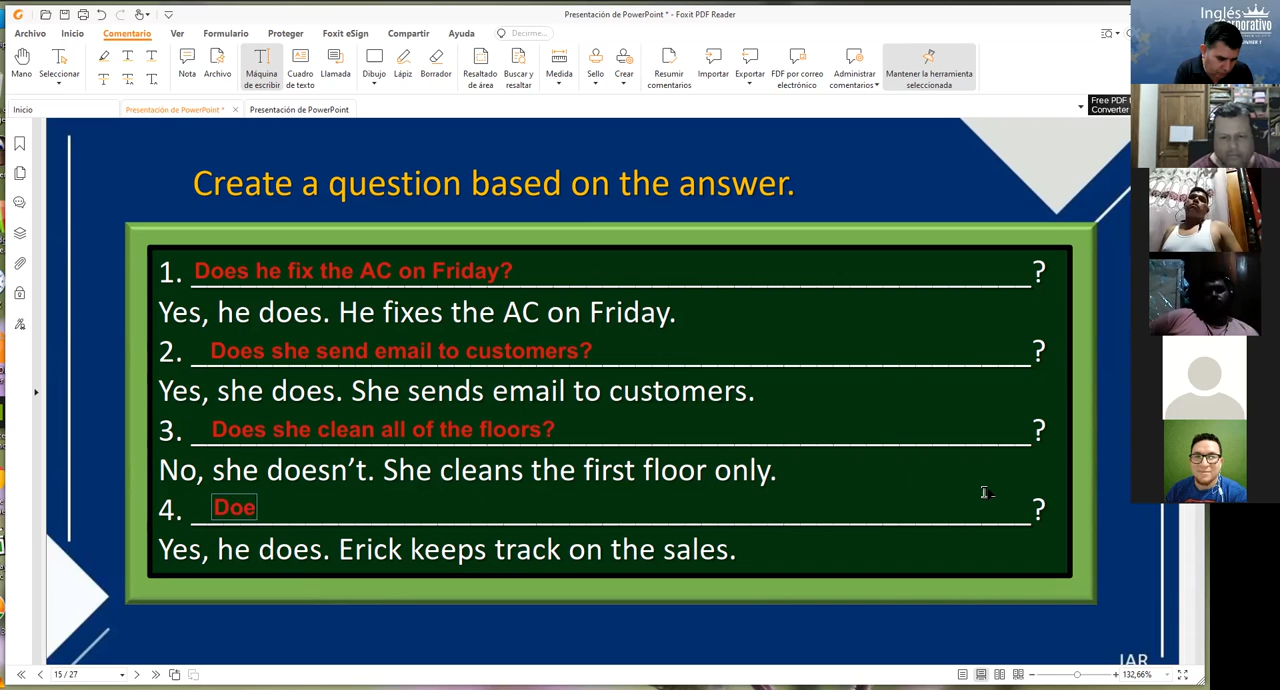 Presentación de PowerPoint * - Foxit PDF Reader
Archivo Inicio Comentario Ver Formulario Proteger Foxit eSign Compartir Ayuda Decirme...
Mano Seleccionar Nota Archivo Máquina de escribir Cuadro de texto Llamada Dibujo Lápiz Borrador Resaltado de área Buscar y resaltar Medida Sello Crear Resumir comentarios Importar Exportar PDF por correo electrónico Administrar comentarios Mantener la herramienta seleccionada
Inicio Presentación de PowerPoint * Presentación de PowerPoint
Free PDF
Converter
Inglés
Create a question based on the answer.
1. Does he fix the AC on Friday? ?
Yes, he does. He fixes the AC on Friday.
2. Does she send email to customers? ?
Yes, she does. She sends email to customers.
3. Does she clean all of the floors? ?
No, she doesn't. She cleans the first floor only.
4. Doe ?
Yes, he does. Erick keeps track on the sales.
JAR
15 / 27
132,66%